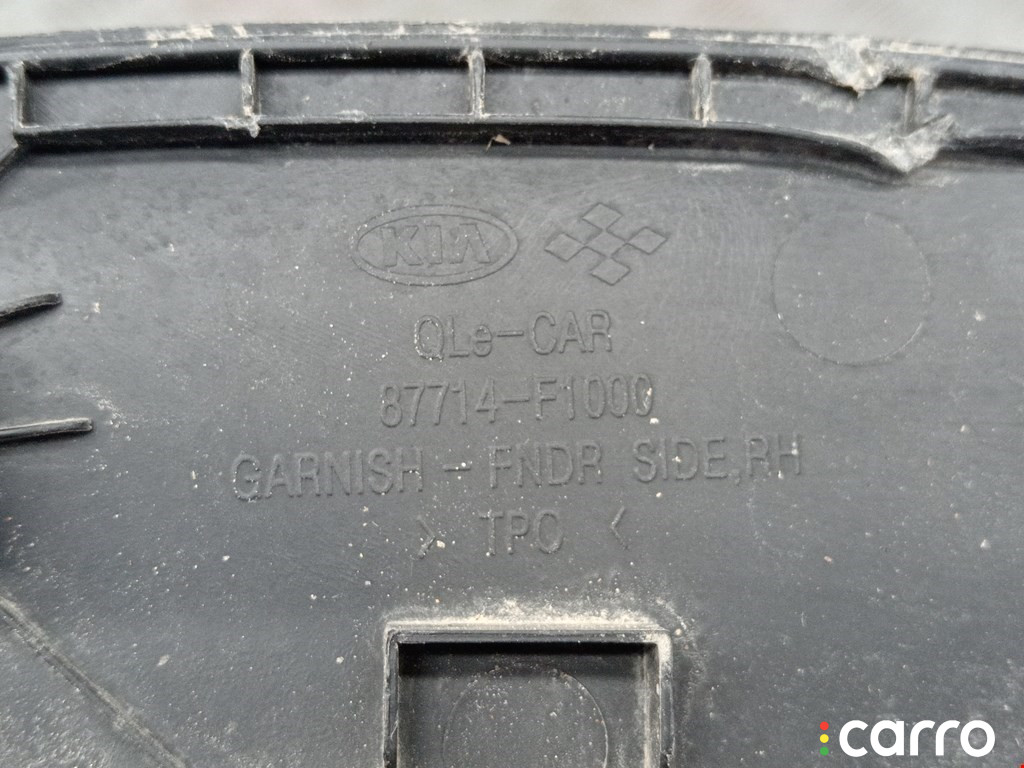 KIA
QLe-CAR
87714-F1000
GARNISH - FNDR SIDE,RH
> TPO <
carro